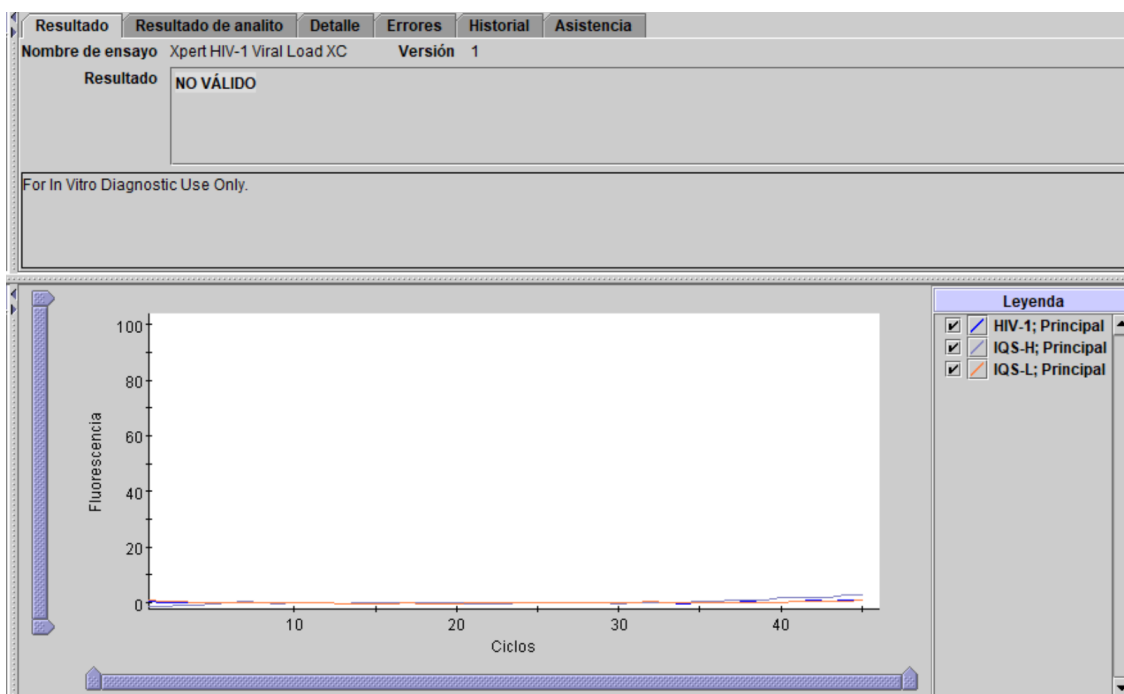 Resultado Resultado de analito Detalle Errores Historial Asistencia
Nombre de ensayo Xpert HIV-1 Viral Load XC Versión 1
Resultado NO VÁLIDO
For In Vitro Diagnostic Use Only.
Leyenda
HIV-1; Principal
IQS-H; Principal
IQS-L; Principal
100
80
60
40
20
0
Fluorescencia
10 20 30 40
Ciclos